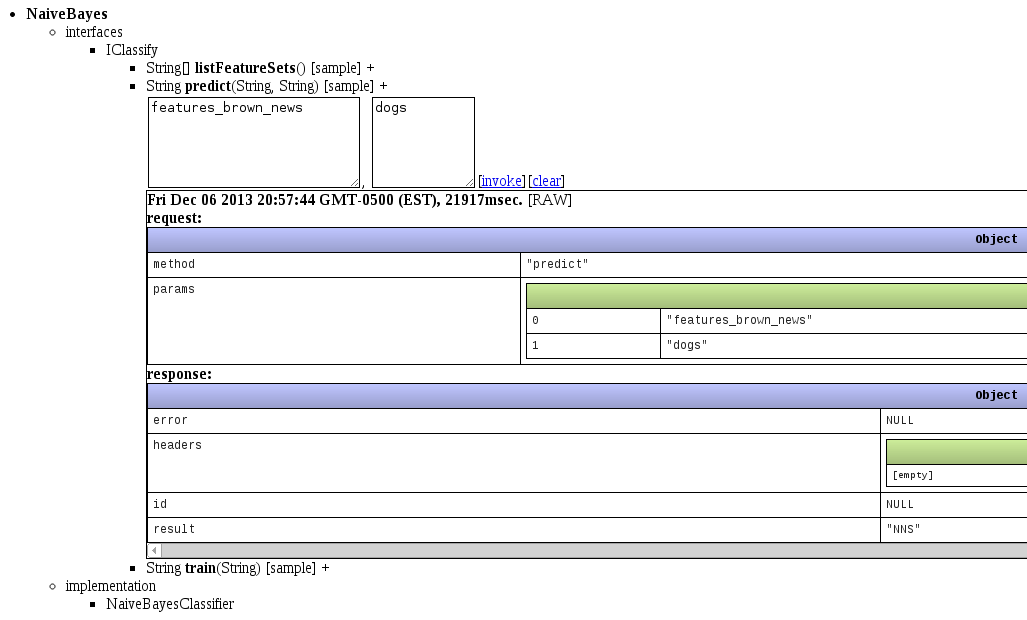 NaiveBayes
interfaces
IClassify
String[] listFeatureSets() [sample] +
String predict(String, String) [sample] +
features_brown_news , dogs [invoke] [clear]
Fri Dec 06 2013 20:57:44 GMT-0500 (EST), 21917msec. [RAW]
request:
Object
method "predict"
params
0 "features_brown_news"
1 "dogs"
response:
Object
error NULL
headers
[empty]
id NULL
result "NNS"
String train(String) [sample] +
implementation
NaiveBayesClassifier